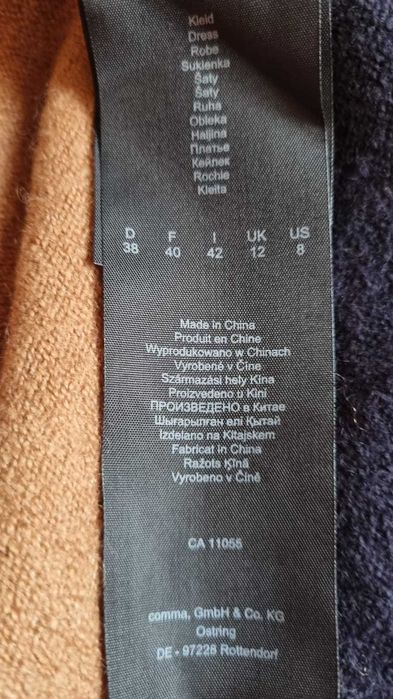 Kleid
Dress
Robe
Sukienka
Šaty
Šaty
Ruha
Obleka
Haljina
Платье
Көйлек
Rochie
Kleita
D F I UK US
38 40 42 12 8
Made in China
Produit en Chine
Wyprodukowano w Chinach
Vyrobené v Číne
Származási hely Kína
Proizvedeno u Kini
ПРОИЗВЕДЕНО в Китае
Шығарылған елі Қытай
Izdelano na Kitajskem
Fabricat in China
Ražots Ķīnā
Vyrobeno v Číně
CA 11055
comma, GmbH & Co. KG
Ostring
DE - 97228 Rottendorf